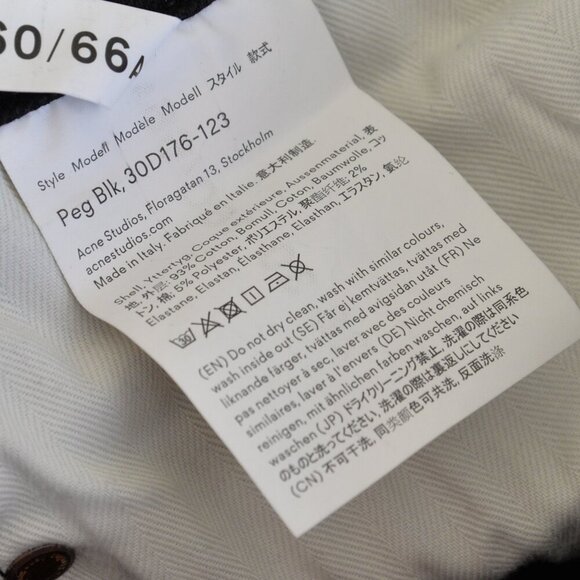 60/66A
Style Modell Modèle Modell スタイル 款式
Peg Blk, 30D176-123
Acne Studios, Floragatan 13, Stockholm
acnestudios.com
Made in Italy. Fabriqué en Italie. 意大利制造
Shell, Yttertyg, Coque extérieure, Aussenmaterial, 表
地, 外层: 93% Cotton, Bomull, Coton, Baumwolle, コッ
トン, 棉; 5% Polyester, ポリエステル, 聚酯纤维; 2%
Elastane, Elastan, Élasthane, Elasthan, エラスタン, 氨纶
(EN) Do not dry clean, wash with similar colours,
wash inside out (SE) Får ej kemtvättas, tvättas med
liknande färger, tvättas med avigsidan utåt (FR) Ne
pas nettoyer à sec, laver avec des couleurs
similaires, laver à l'envers (DE) Nicht chemisch
reinigen, mit ähnlichen farben waschen, auf links
waschen (JP) ドライクリーニング禁止, 洗濯の際は同系色
のものと洗ってください, 洗濯の際は裏返しにしてください
(CN) 不可干洗, 同类颜色可共洗, 反面洗涤